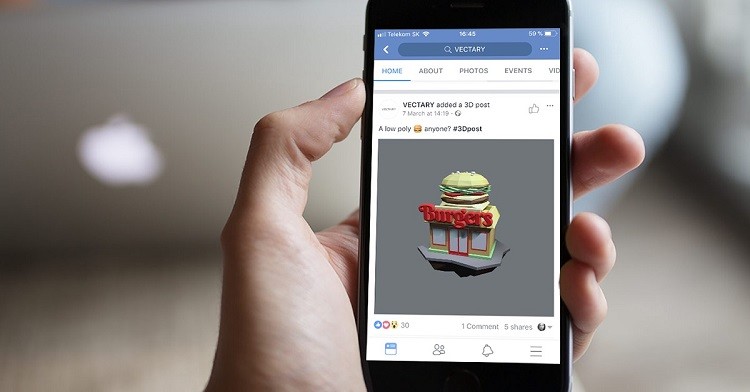 Telekom SK 16:45 59 %
VECTARY
HOME ABOUT PHOTOS EVENTS VID
VECTARY added a 3D post
7 March at 14:19
A low poly 🍔 anyone? #3Dpost
Burgers
30 1 Comment 5 shares